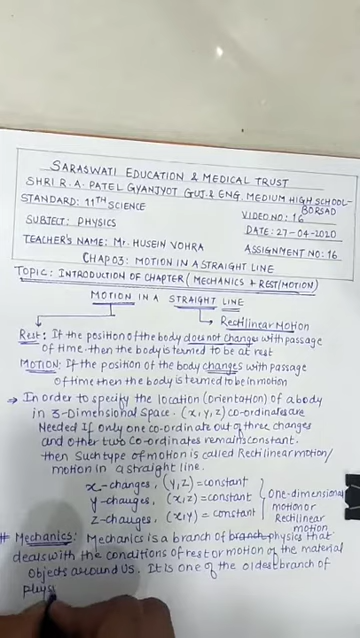 SARASWATI EDUCATION & MEDICAL TRUST
SHRI R.A. PATEL GYANJYOT GUJ & ENG MEDIUM HIGH SCHOOL-
BORSAD
STANDARD: 11TH SCIENCE
VIDEO NO: 16
SUBJECT: PHYSICS
DATE: 27-04-2020
TEACHER'S NAME: Mr. HUSEIN VOHRA
ASSIGNMENT NO: 16
CHAP 03: MOTION IN A STRAIGHT LINE
TOPIC: INTRODUCTION OF CHAPTER (MECHANICS & REST/MOTION)
MOTION IN A STRAIGHT LINE
Rectilinear Motion
Rest: If the position of the body does not changes with passage
of time. then the body is termed to be at rest
MOTION: If the position of the body changes with passage
of time then the body is termed to be in motion
→ In order to specify the location (orientation) of a body
in 3-Dimensional space. (x,y,z) co-ordinates are
Needed If only one co-ordinate out of three changes
and other two co-ordinates remains constant.
then Such type of motion is called Rectilinear motion/
motion in a straight line.
x-changes, (y,z) = constant
y-changes, (x,z) = constant
z-changes, (x,y) = constant
One-dimensional
motion or
Rectilinear
motion
# Mechanics: Mechanics is a branch of branch physics that
deals with the conditions of rest or motion of the material
Objects around us. It is one of the oldest branch of
physi